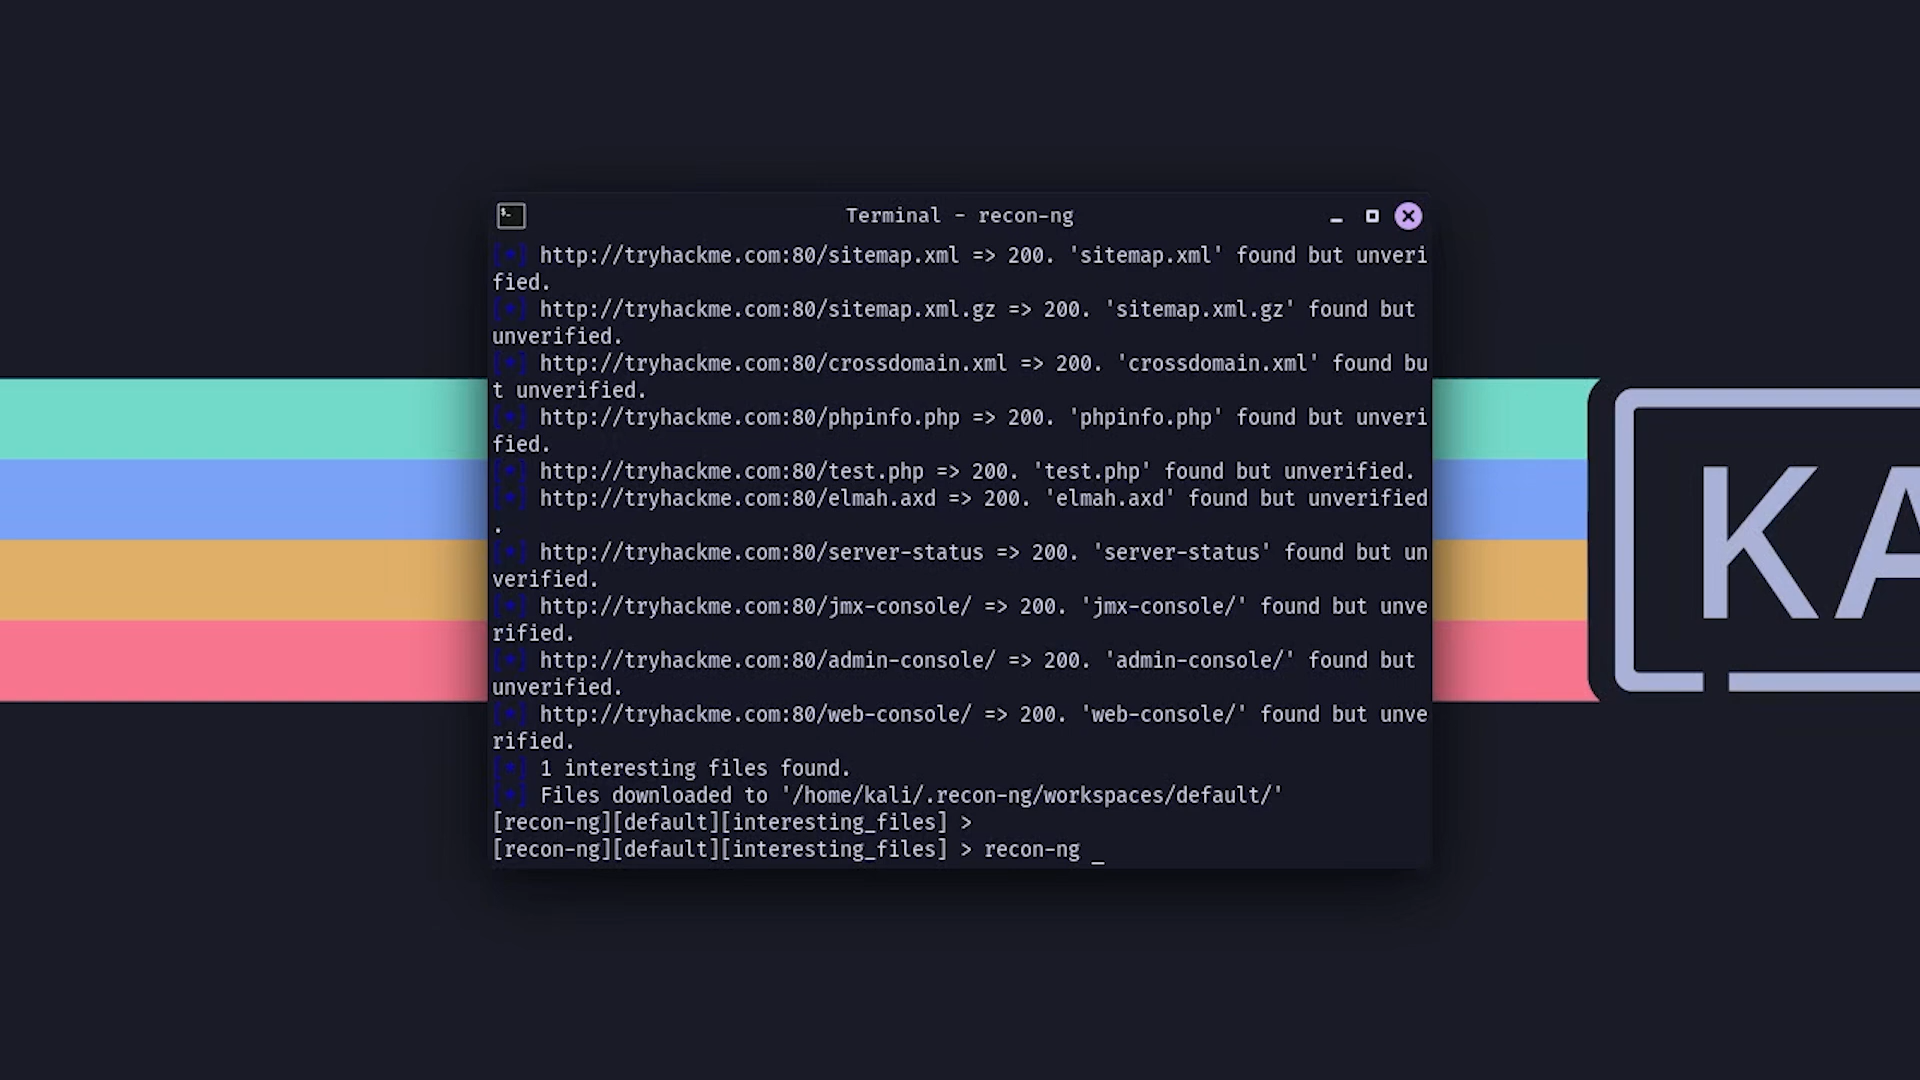 Terminal - recon-ng
[*] http://tryhackme.com:80/sitemap.xml => 200. 'sitemap.xml' found but unveri
fied.
[*] http://tryhackme.com:80/sitemap.xml.gz => 200. 'sitemap.xml.gz' found but
unverified.
[*] http://tryhackme.com:80/crossdomain.xml => 200. 'crossdomain.xml' found bu
t unverified.
[*] http://tryhackme.com:80/phpinfo.php => 200. 'phpinfo.php' found but unveri
fied.
[*] http://tryhackme.com:80/test.php => 200. 'test.php' found but unverified.
[*] http://tryhackme.com:80/elmah.axd => 200. 'elmah.axd' found but unverified
.
[*] http://tryhackme.com:80/server-status => 200. 'server-status' found but un
verified.
[*] http://tryhackme.com:80/jmx-console/ => 200. 'jmx-console/' found but unve
rified.
[*] http://tryhackme.com:80/admin-console/ => 200. 'admin-console/' found but
unverified.
[*] http://tryhackme.com:80/web-console/ => 200. 'web-console/' found but unve
rified.
[*] 1 interesting files found.
[*] Files downloaded to '/home/kali/.recon-ng/workspaces/default/'
[recon-ng][default][interesting_files] >
[recon-ng][default][interesting_files] > recon-ng _
KA